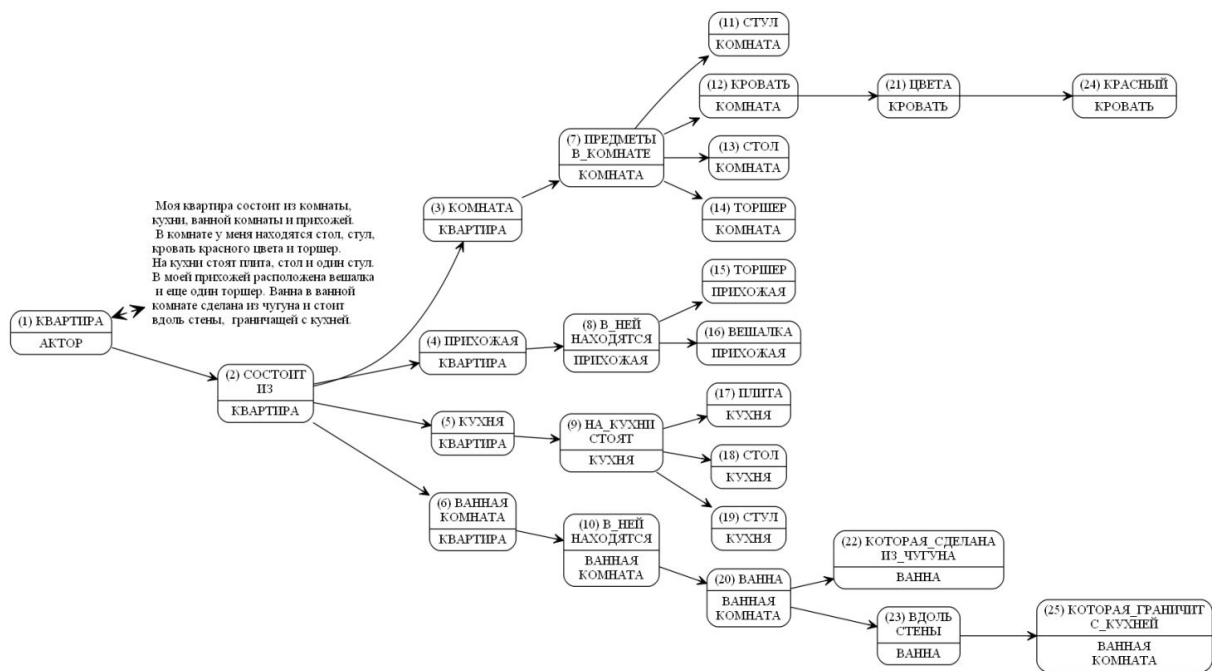 (11) СТУЛ
КОМНАТА
(12) КРОВАТЬ
КОМНАТА
(21) ЦВЕТА
КРОВАТЬ
(24) КРАСНЫЙ
КРОВАТЬ
(7) ПРЕДМЕТЫ
В_КОМНАТЕ
КОМНАТА
(13) СТОЛ
КОМНАТА
(14) ТОРШЕР
КОМНАТА
(3) КОМНАТА
КВАРТИРА
Моя квартира состоит из комнаты,
кухни, ванной комнаты и прихожей.
В комнате у меня находятся стол, стул,
кровать красного цвета и торшер.
На кухни стоят плита, стол и один стул.
В моей прихожей расположена вешалка
и еще один торшер. Ванна в ванной
комнате сделана из чугуна и стоит
вдоль стены, граничащей с кухней.
(1) КВАРТИРА
АКТОР
(2) СОСТОИТ
ИЗ
КВАРТИРА
(4) ПРИХОЖАЯ
КВАРТИРА
(8) В_НЕЙ
НАХОДЯТСЯ
ПРИХОЖАЯ
(15) ТОРШЕР
ПРИХОЖАЯ
(16) ВЕШАЛКА
ПРИХОЖАЯ
(5) КУХНЯ
КВАРТИРА
(9) НА_КУХНИ
СТОЯТ
КУХНЯ
(17) ПЛИТА
КУХНЯ
(18) СТОЛ
КУХНЯ
(19) СТУЛ
КУХНЯ
(6) ВАННАЯ
КОМНАТА
КВАРТИРА
(10) В_НЕЙ
НАХОДЯТСЯ
ВАННАЯ
КОМНАТА
(20) ВАННА
ВАННАЯ
КОМНАТА
(22) КОТОРАЯ_СДЕЛАНА
ИЗ_ЧУГУНА
ВАННА
(23) ВДОЛЬ
СТЕНЫ
ВАННА
(25) КОТОРАЯ_ГРАНИЧИТ
С_КУХНЕЙ
ВАННАЯ
КОМНАТА